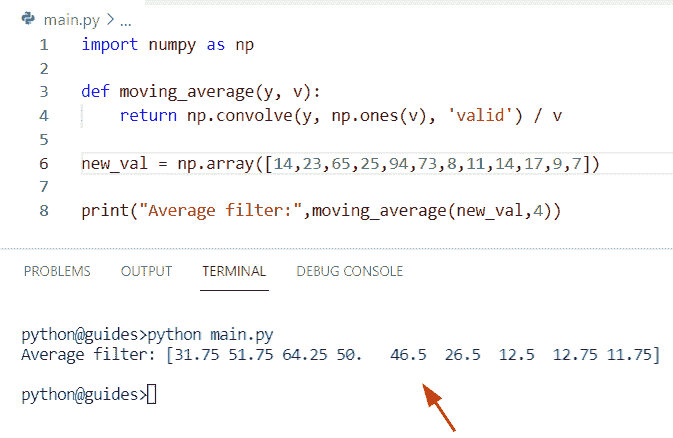 main.py > ...
1 import numpy as np
2
3 def moving_average(y, v):
4     return np.convolve(y, np.ones(v), 'valid') / v
5
6 new_val = np.array([14,23,65,25,94,73,8,11,14,17,9,7])
7
8 print("Average filter:",moving_average(new_val,4))
PROBLEMS OUTPUT TERMINAL DEBUG CONSOLE
python@guides>python main.py
Average filter: [31.75 51.75 64.25 50.   46.5  26.5  12.5  12.75 11.75]
python@guides>